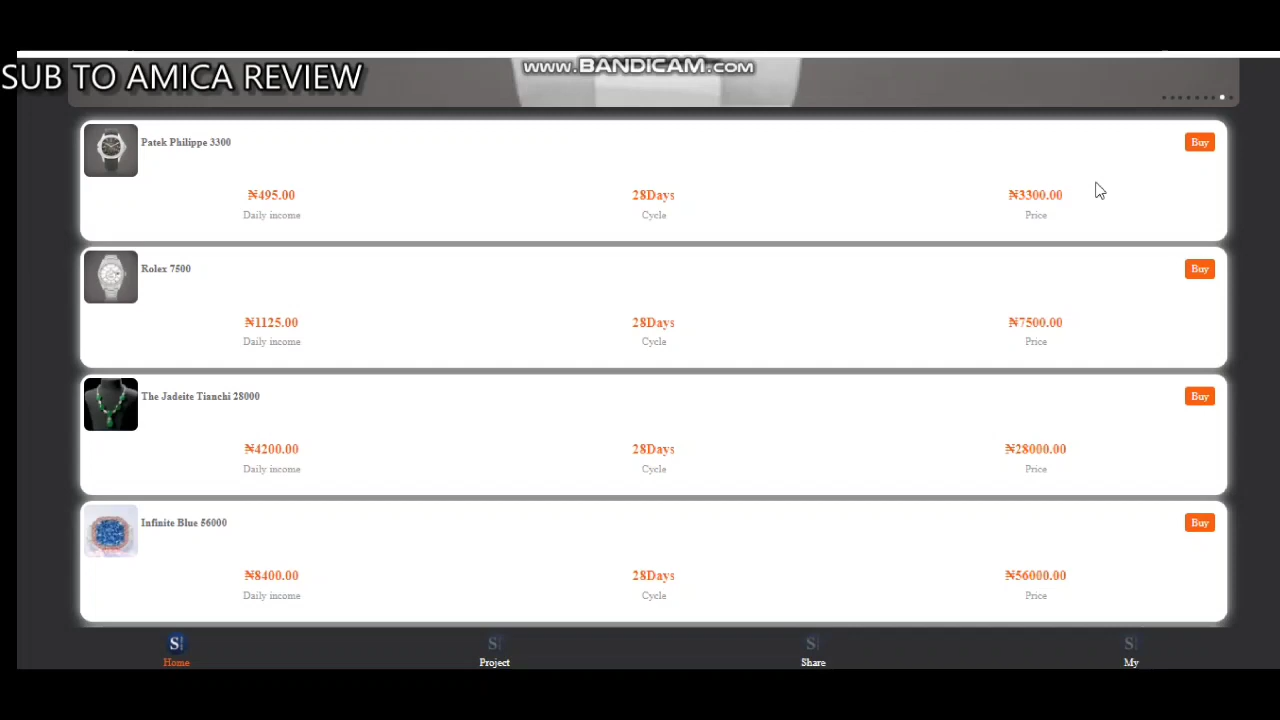 www.BANDICAM.com
SUB TO AMICA REVIEW
Patek Philippe 3300
Buy
₦495.00
28Days
₦3300.00
Daily income
Cycle
Price
Rolex 7500
Buy
₦1125.00
28Days
₦7500.00
Daily income
Cycle
Price
The Jadeite Tianchi 28000
Buy
₦4200.00
28Days
₦28000.00
Daily income
Cycle
Price
Infinite Blue 56000
Buy
₦8400.00
28Days
₦56000.00
Daily income
Cycle
Price
S
S
S
S
Home
Project
Share
My